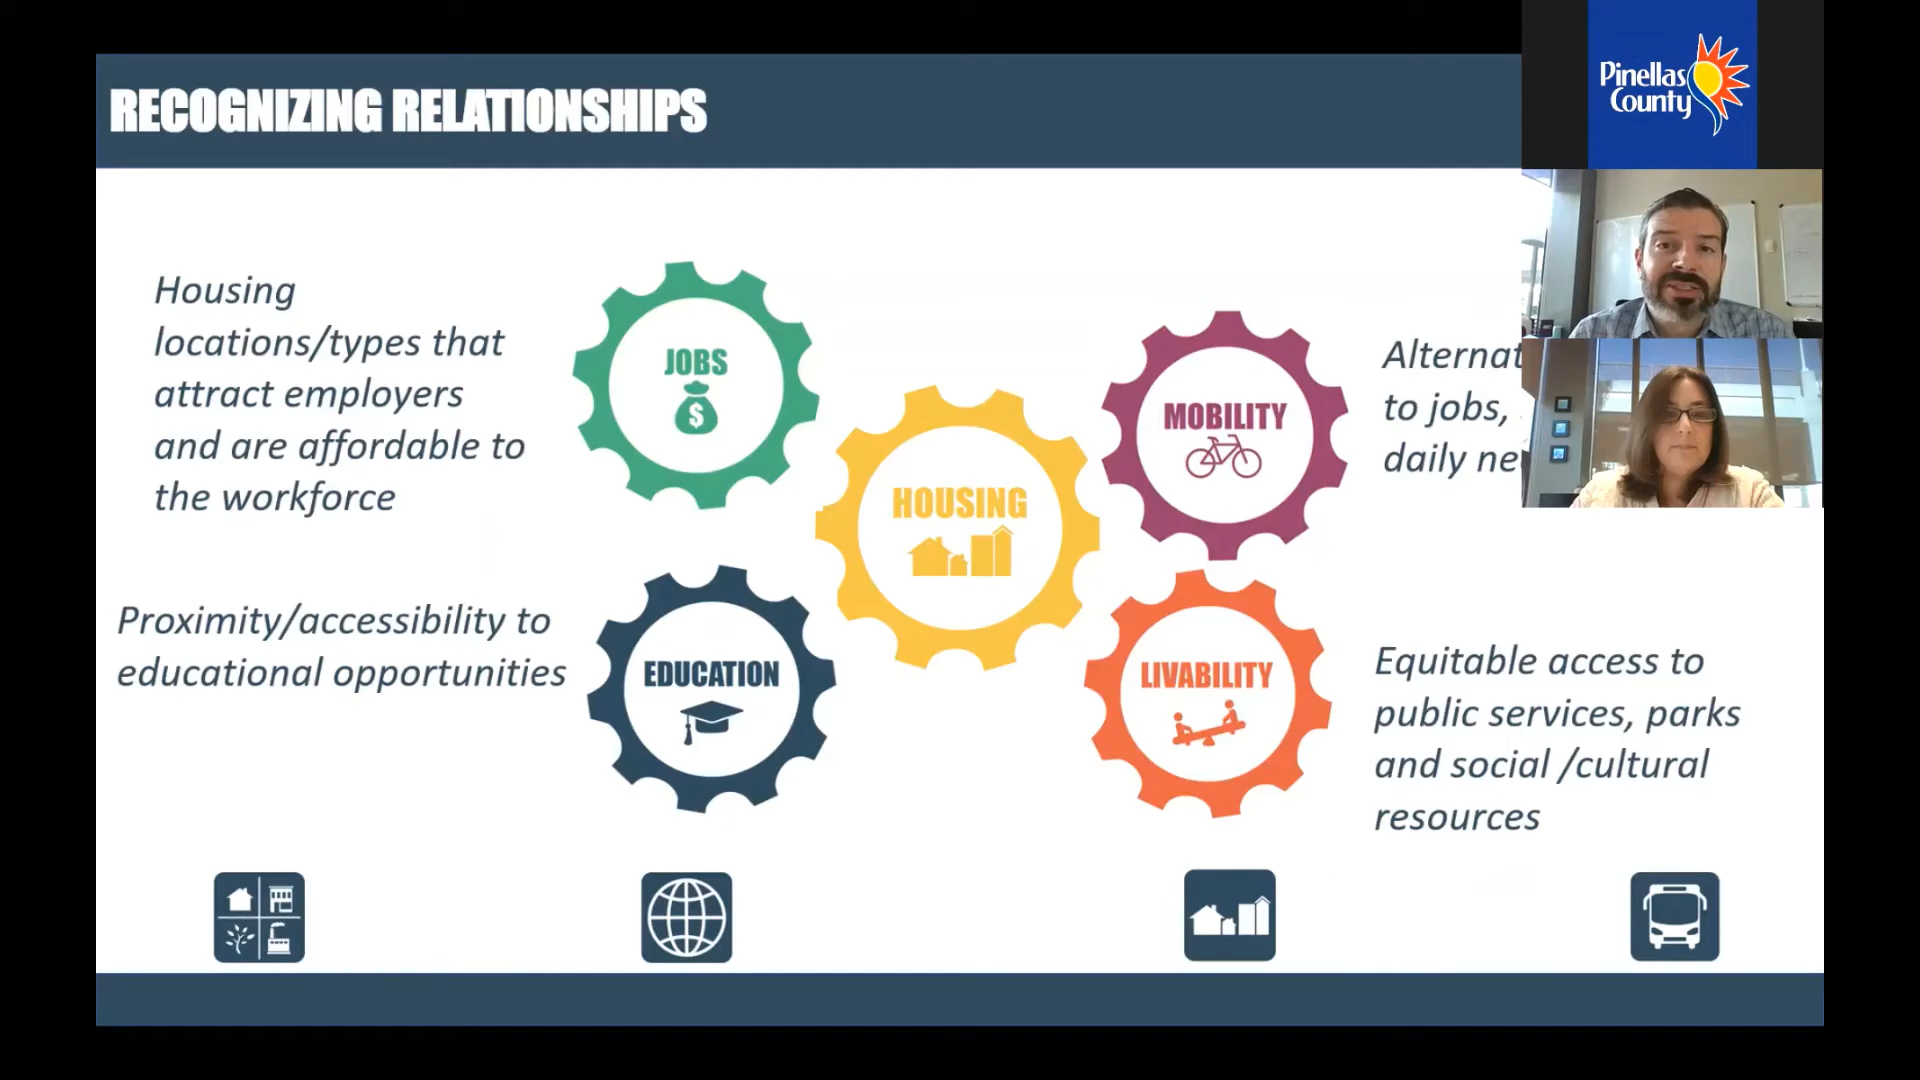 RECOGNIZING RELATIONSHIPS
Pinellas
County
Housing
locations/types that
attract employers
and are affordable to
the workforce
JOBS
$
HOUSING
MOBILITY
to jobs,
daily
Proximity/accessibility to
educational opportunities
EDUCATION
LIVABILITY
Equitable access to
public services, parks
and social /cultural
resources